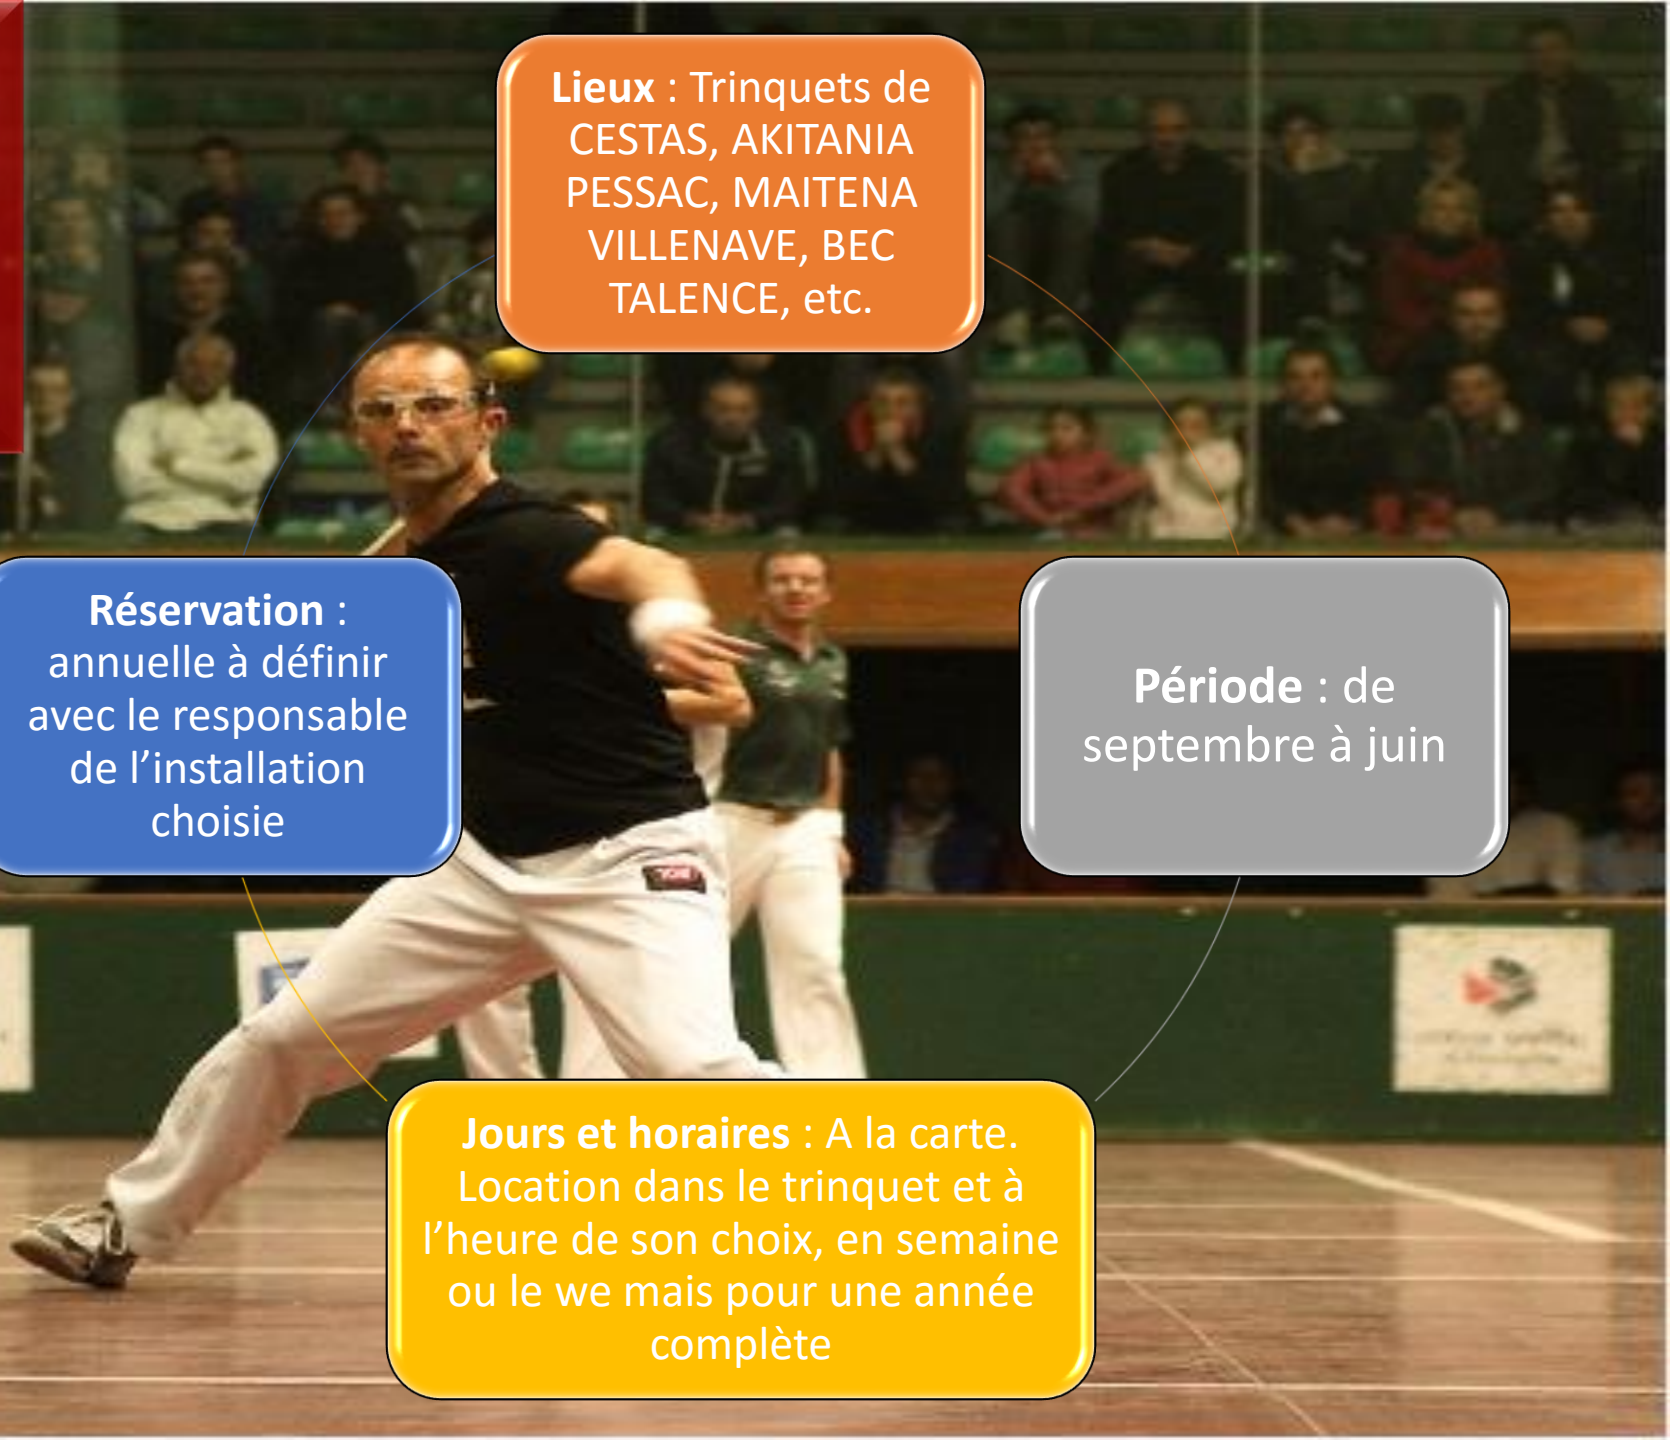 Lieux : Trinquets de
CESTAS, AKITANIA
PESSAC, MAITENA
VILLENAVE, BEC
TALENCE, etc.
Réservation :
annuelle à définir
avec le responsable
de l’installation
choisie
Période : de
septembre à juin
Jours et horaires : A la carte.
Location dans le trinquet et à
l’heure de son choix, en semaine
ou le we mais pour une année
complète